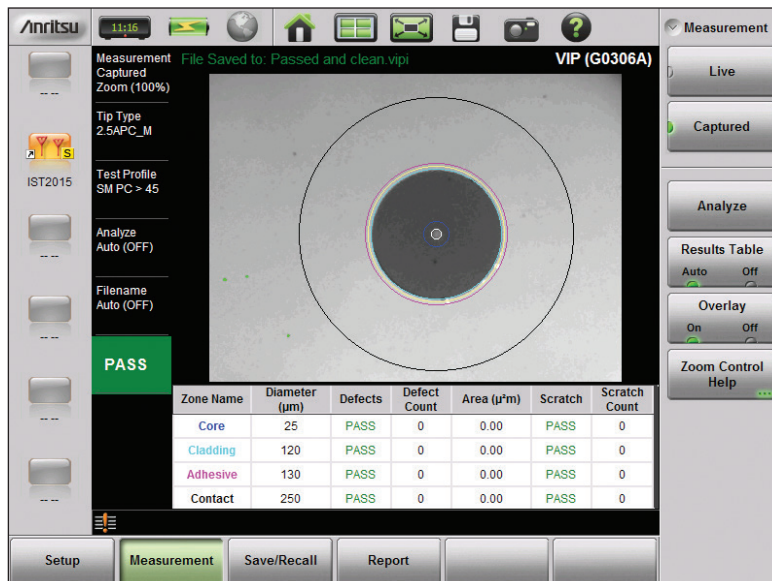 Anritsu
11:16
Measurement
Captured
Zoom (100%)
File Saved to: Passed and clean.vipi
VIP (G0306A)
Tip Type
2.5APC_M
Test Profile
SM PC > 45
Analyze
Auto (OFF)
Filename
Auto (OFF)
PASS
-- --
S
IST2015
-- --
-- --
-- --
-- --
Zone Name Diameter (µm) Defects Defect Count Area (µ²m) Scratch Scratch Count
Core 25 PASS 0 0.00 PASS 0
Cladding 120 PASS 0 0.00 PASS 0
Adhesive 130 PASS 0 0.00 PASS 0
Contact 250 PASS 0 0.00 PASS 0
Measurement
Live
Captured
Analyze
Results Table
Auto Off
Overlay
On Off
Zoom Control
Help
Setup Measurement Save/Recall Report